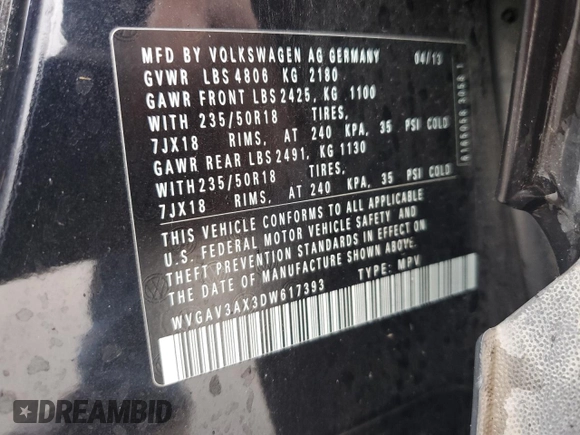 MFD BY VOLKSWAGEN AG GERMANY 04/13
GVWR LBS 4806 KG 2180
GAWR FRONT LBS 2425, KG 1100
WITH 235/50R18 TIRES,
7JX18 RIMS, AT 240 KPA, 35 PSI COLD
GAWR REAR LBS 2491, KG 1130
WITH 235/50R18 TIRES,
7JX18 RIMS, AT 240 KPA, 35 PSI COLD
THIS VEHICLE CONFORMS TO ALL APPLICABLE
U.S. FEDERAL MOTOR VEHICLE SAFETY AND
THEFT PREVENTION STANDARDS IN EFFECT ON
THE DATE OF MANUFACTURE SHOWN ABOVE.
WVGAV3AX3DW617393 TYPE: MPV
DREAMBID